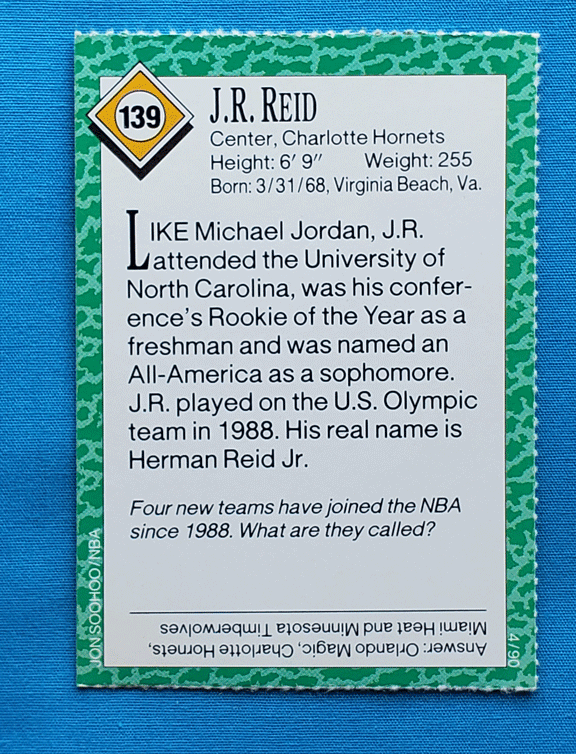 139
J.R. REID
Center, Charlotte Hornets
Height: 6′ 9″ Weight: 255
Born: 3/31/68, Virginia Beach, Va.
LIKE Michael Jordan, J.R.
attended the University of
North Carolina, was his confer-
ence's Rookie of the Year as a
freshman and was named an
All-America as a sophomore.
J.R. played on the U.S. Olympic
team in 1988. His real name is
Herman Reid Jr.
Four new teams have joined the NBA
since 1988. What are they called?
Answer: Orlando Magic, Charlotte Hornets,
Miami Heat and Minnesota Timberwolves
JON SOOHOO/NBA
4/90